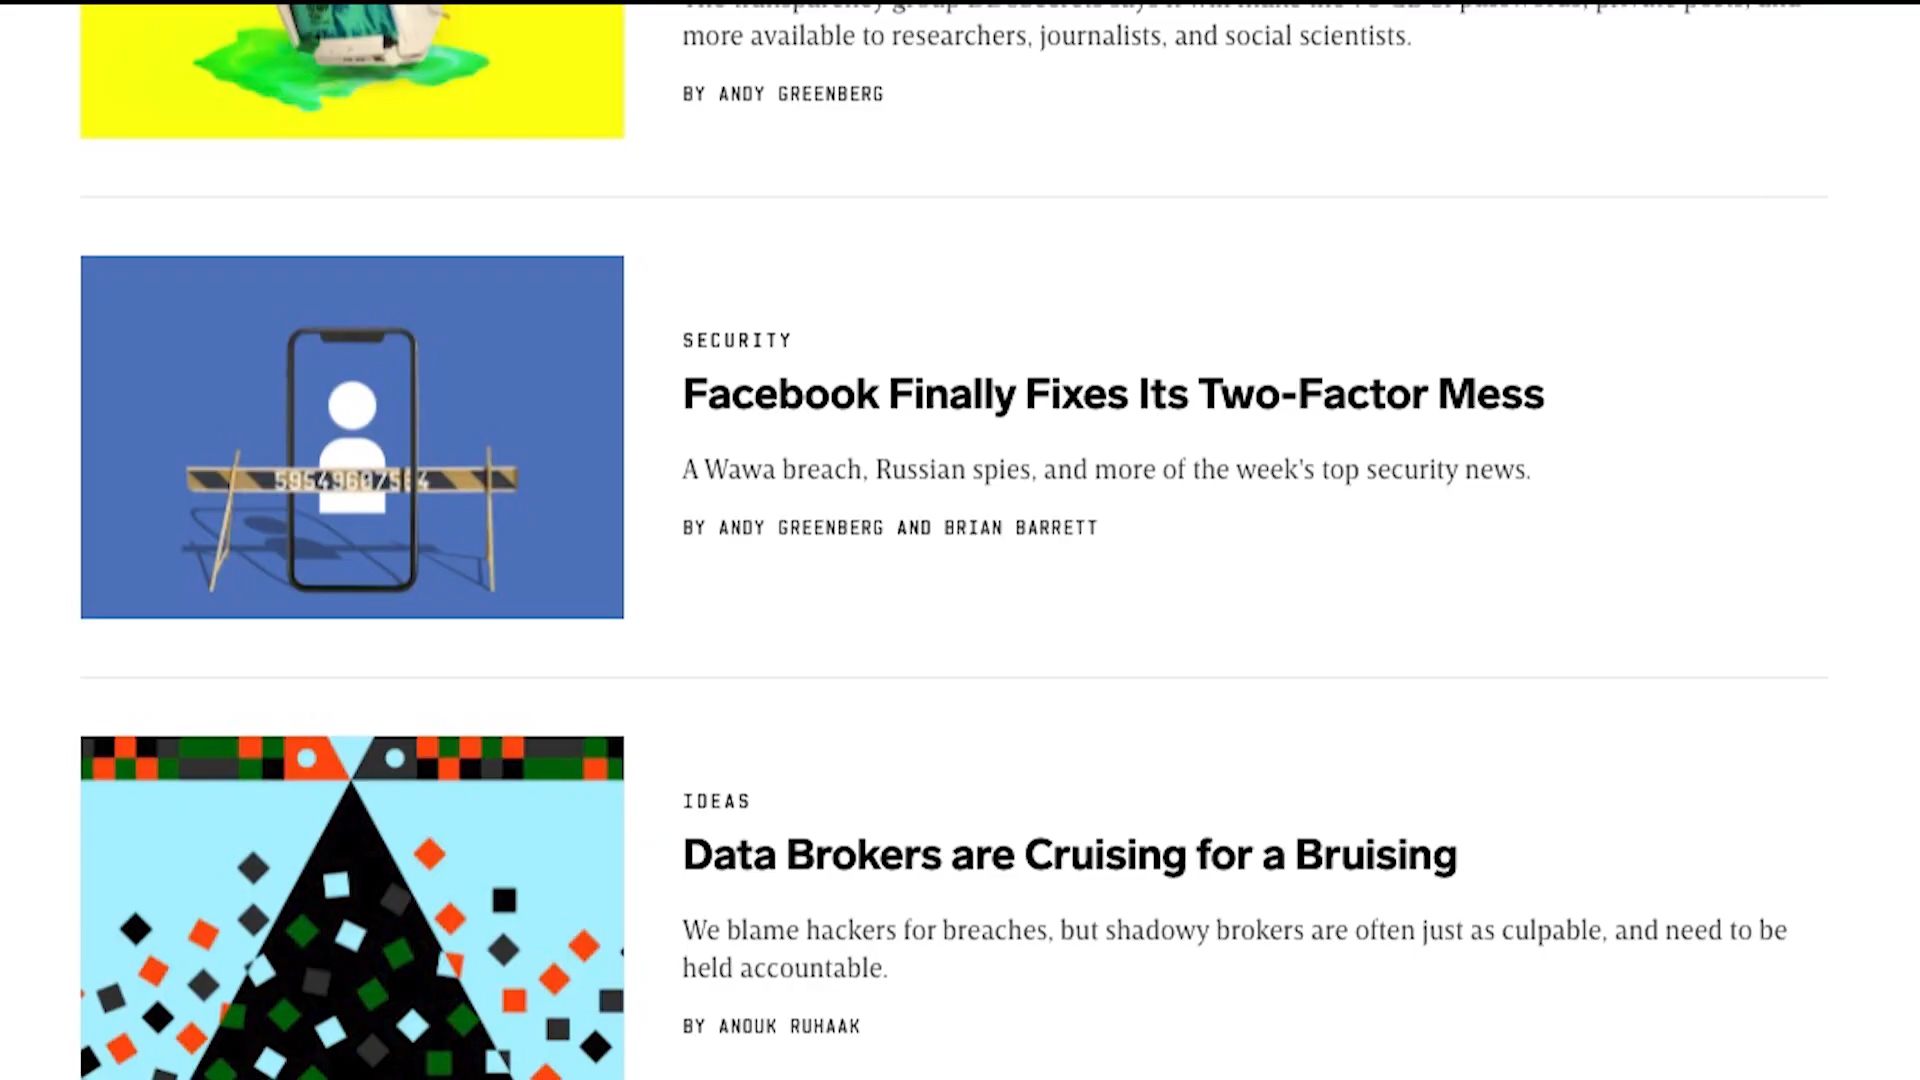 more available to researchers, journalists, and social scientists.
BY ANDY GREENBERG
SECURITY
Facebook Finally Fixes Its Two-Factor Mess
A Wawa breach, Russian spies, and more of the week's top security news.
BY ANDY GREENBERG AND BRIAN BARRETT
IDEAS
Data Brokers are Cruising for a Bruising
We blame hackers for breaches, but shadowy brokers are often just as culpable, and need to be
held accountable.
BY ANOUK RUHAAK